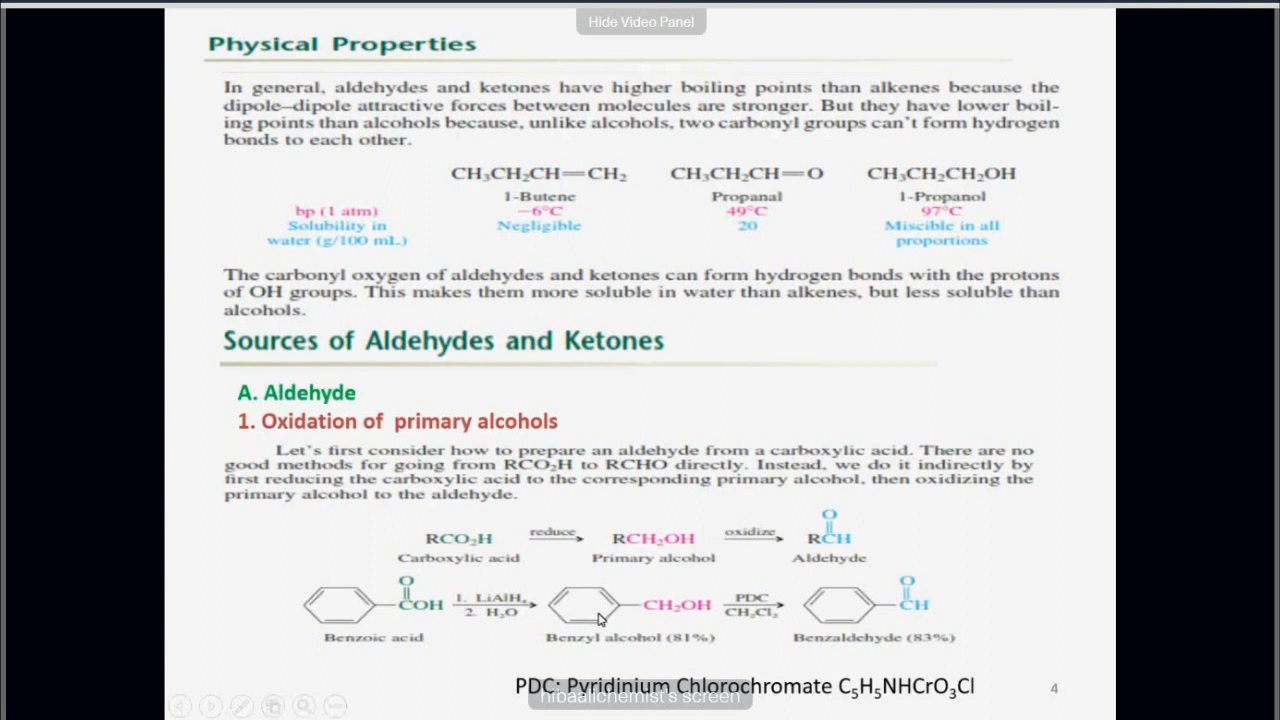 Hide Video Panel
Physical Properties
In general, aldehydes and ketones have higher boiling points than alkenes because the
dipole–dipole attractive forces between molecules are stronger. But they have lower boil-
ing points than alcohols because, unlike alcohols, two carbonyl groups can't form hydrogen
bonds to each other.
CH₃CH₂CH=CH₂ CH₃CH₂CH=O CH₃CH₂CH₂OH
1-Butene Propanal 1-Propanol
bp (1 atm) −6°C 49°C 97°C
Solubility in Negligible 20 Miscible in all
water (g/100 mL) proportions
The carbonyl oxygen of aldehydes and ketones can form hydrogen bonds with the protons
of OH groups. This makes them more soluble in water than alkenes, but less soluble than
alcohols.
Sources of Aldehydes and Ketones
A. Aldehyde
1. Oxidation of primary alcohols
Let's first consider how to prepare an aldehyde from a carboxylic acid. There are no
good methods for going from RCO₂H to RCHO directly. Instead, we do it indirectly by
first reducing the carboxylic acid to the corresponding primary alcohol, then oxidizing the
primary alcohol to the aldehyde.
O
RCO₂H reduce RCH₂OH oxidize RCH
Carboxylic acid Primary alcohol Aldehyde
O O
COH 1. LiAlH₄ CH₂OH PDC CH
2. H₂O CH₂Cl₂
Benzoic acid Benzyl alcohol (81%) Benzaldehyde (83%)
PDC: Pyridinium Chlorochromate C₅H₅NHCrO₃Cl 4
nibaalichemist's screen